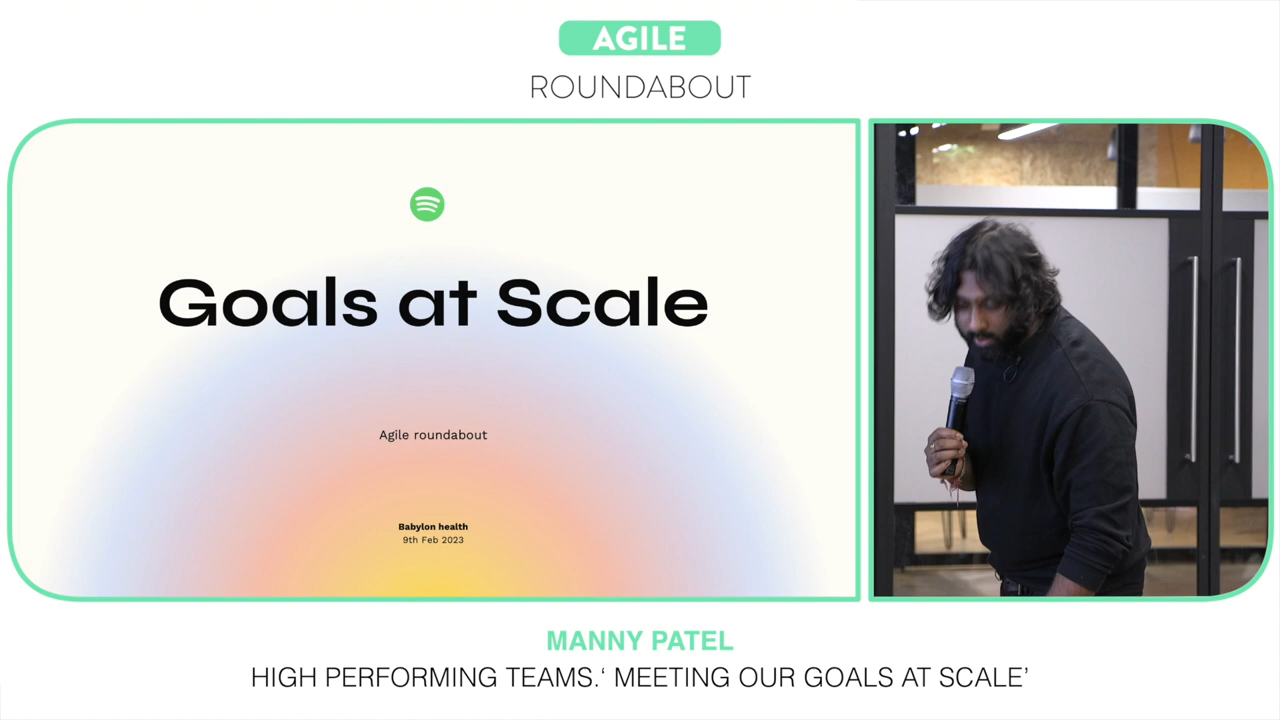 AGILE
ROUNDABOUT
Goals at Scale
Agile roundabout
Babylon health
9th Feb 2023
MANNY PATEL
HIGH PERFORMING TEAMS.‘ MEETING OUR GOALS AT SCALE’